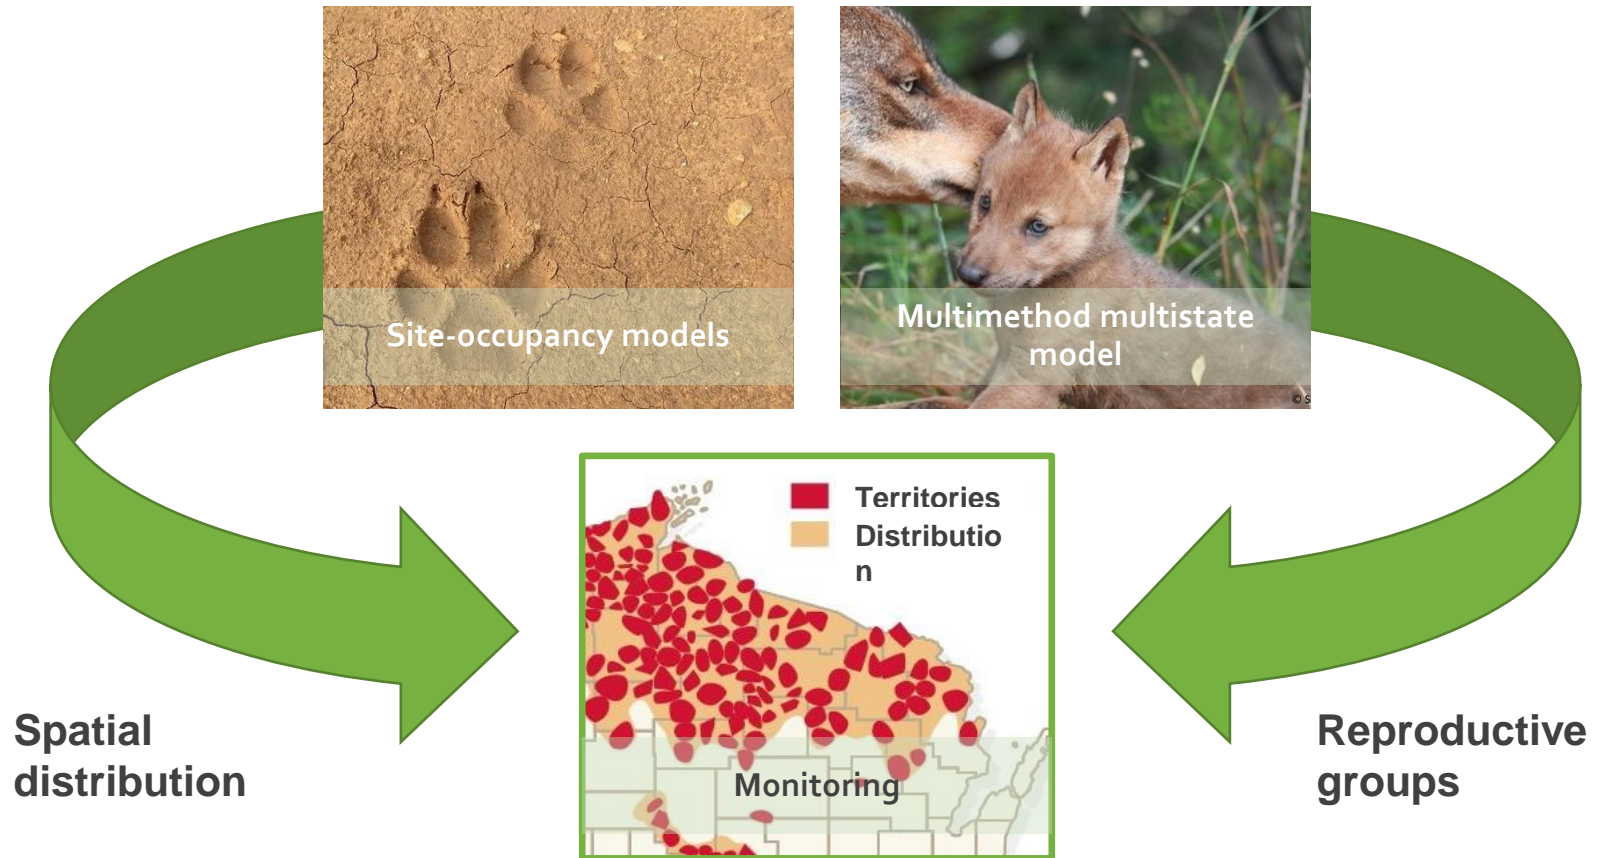 Site-occupancy models
Multimethod multistate
model
© S
Territories
Distributio
n
Monitoring
Spatial
distribution
Reproductive
groups